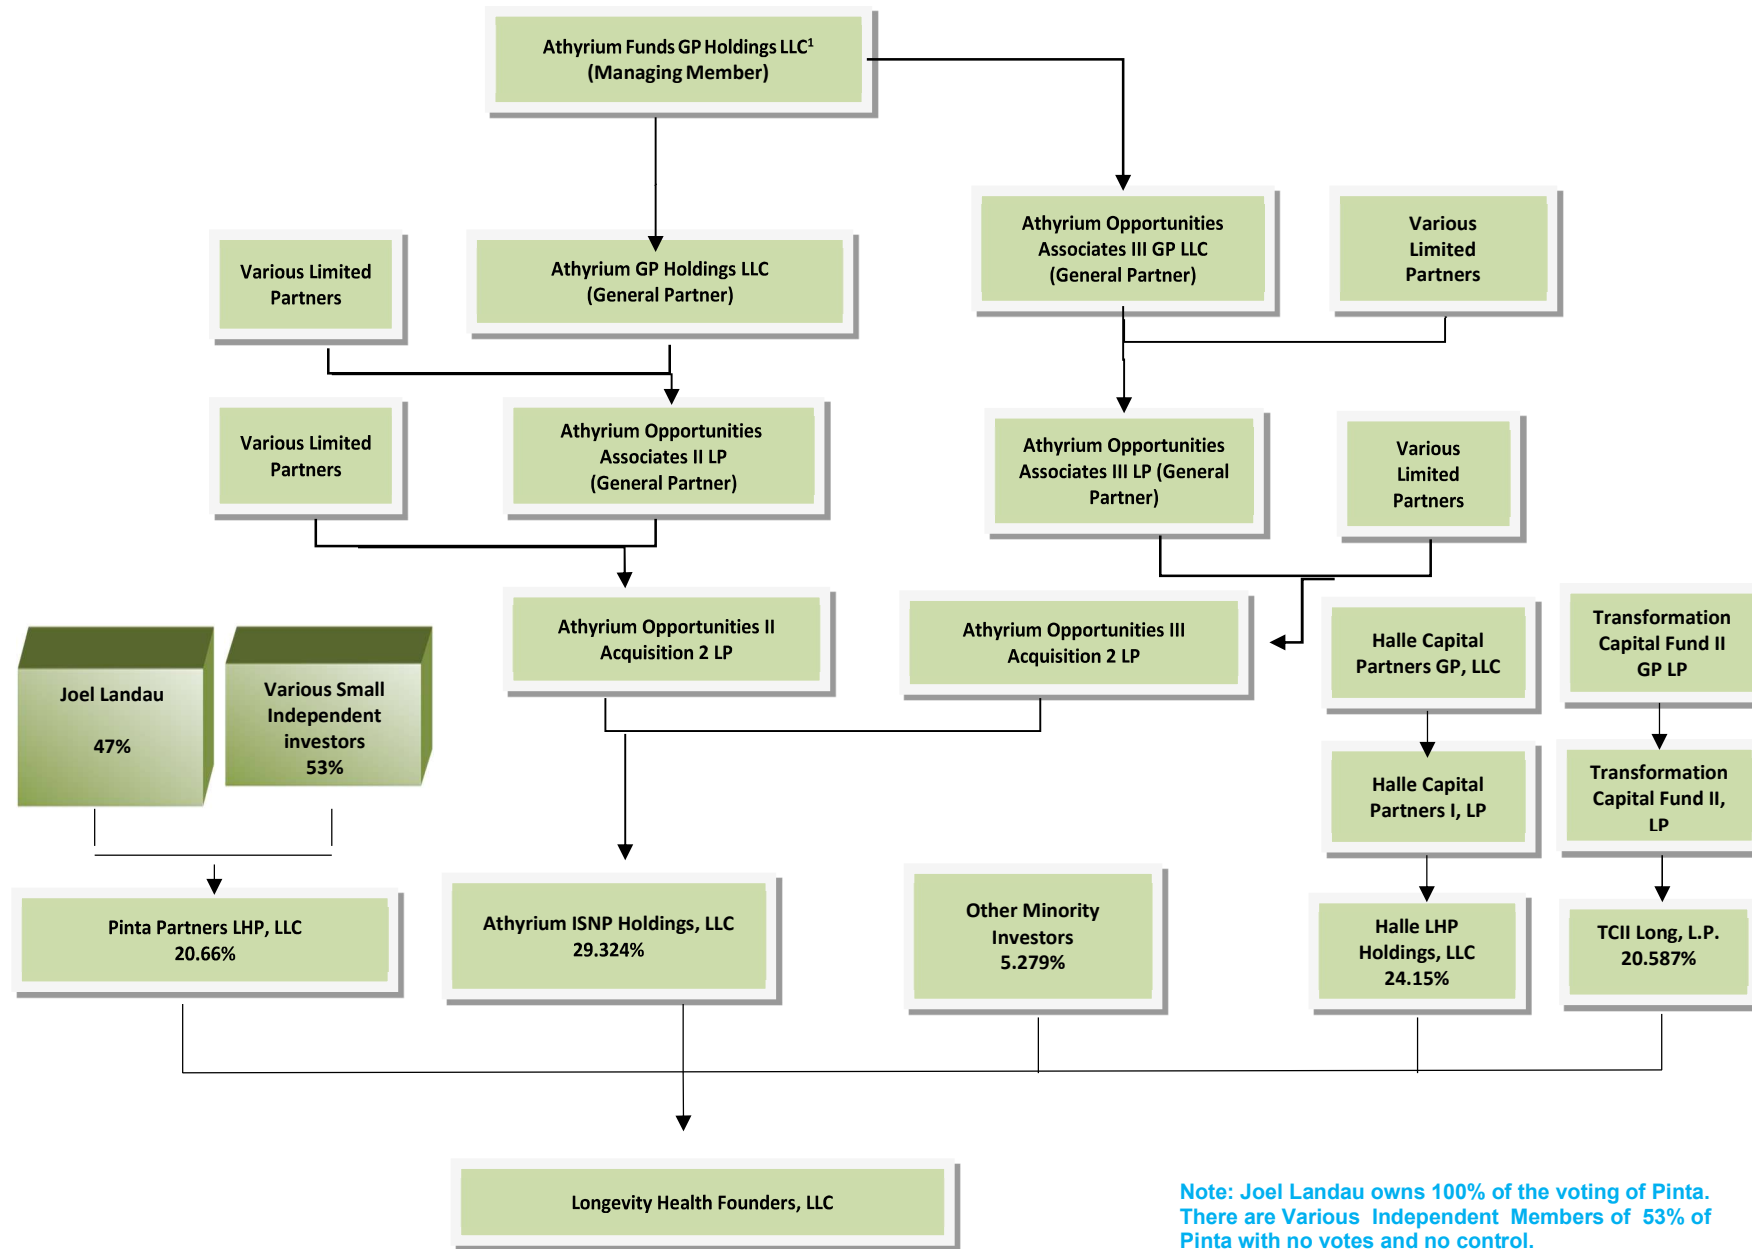 Athyrium Funds GP Holdings LLC¹
(Managing Member)
Various Limited
Partners
Athyrium GP Holdings LLC
(General Partner)
Athyrium Opportunities
Associates III GP LLC
(General Partner)
Various
Limited
Partners
Various Limited
Partners
Athyrium Opportunities
Associates II LP
(General Partner)
Athyrium Opportunities
Associates III LP (General
Partner)
Various
Limited
Partners
Joel Landau
47%
Various Small
Independent
investors
53%
Athyrium Opportunities II
Acquisition 2 LP
Athyrium Opportunities III
Acquisition 2 LP
Halle Capital
Partners GP, LLC
Transformation
Capital Fund II
GP LP
Halle Capital
Partners I, LP
Transformation
Capital Fund II,
LP
Pinta Partners LHP, LLC
20.66%
Athyrium ISNP Holdings, LLC
29.324%
Other Minority
Investors
5.279%
Halle LHP
Holdings, LLC
24.15%
TCII Long, L.P.
20.587%
Longevity Health Founders, LLC
Note: Joel Landau owns 100% of the voting of Pinta.
There are Various Independent Members of 53% of
Pinta with no votes and no control.